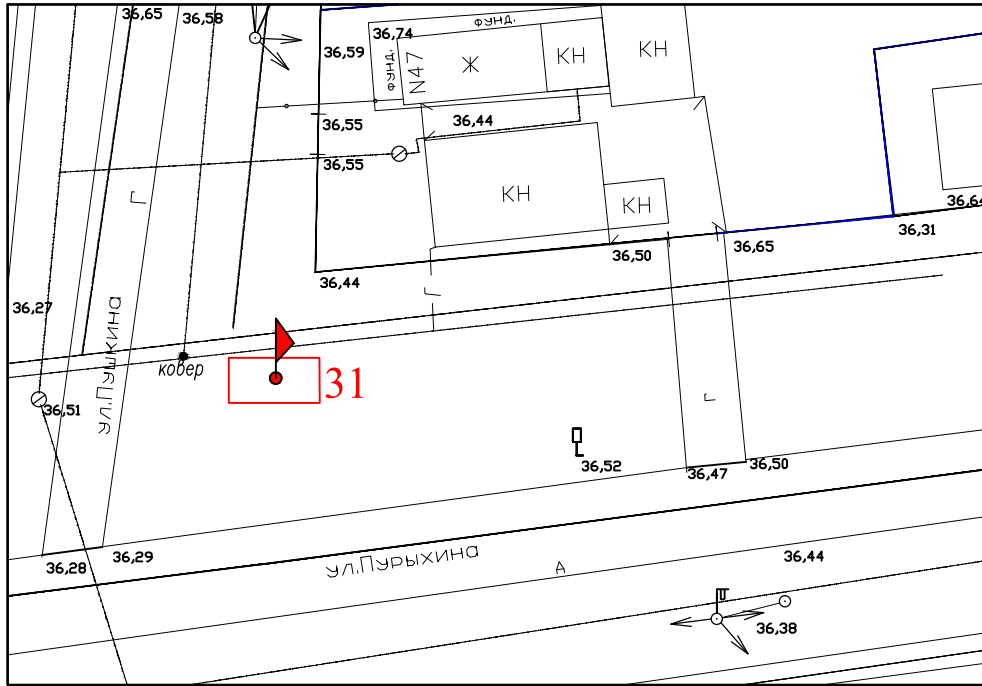 36,65
36,58
36,59
36,74
ФУНД.
ФУНД.
N47
Ж
КН
КН
36,55
36,44
36,55
Г
КН
КН
36,64
36,31
36,65
36,50
36,44
Г
36,27
ул.Пушкина
ковер
31
36,51
Г
36,52
36,47
36,50
36,28
36,29
ул.Пурыхина
А
36,44
36,38